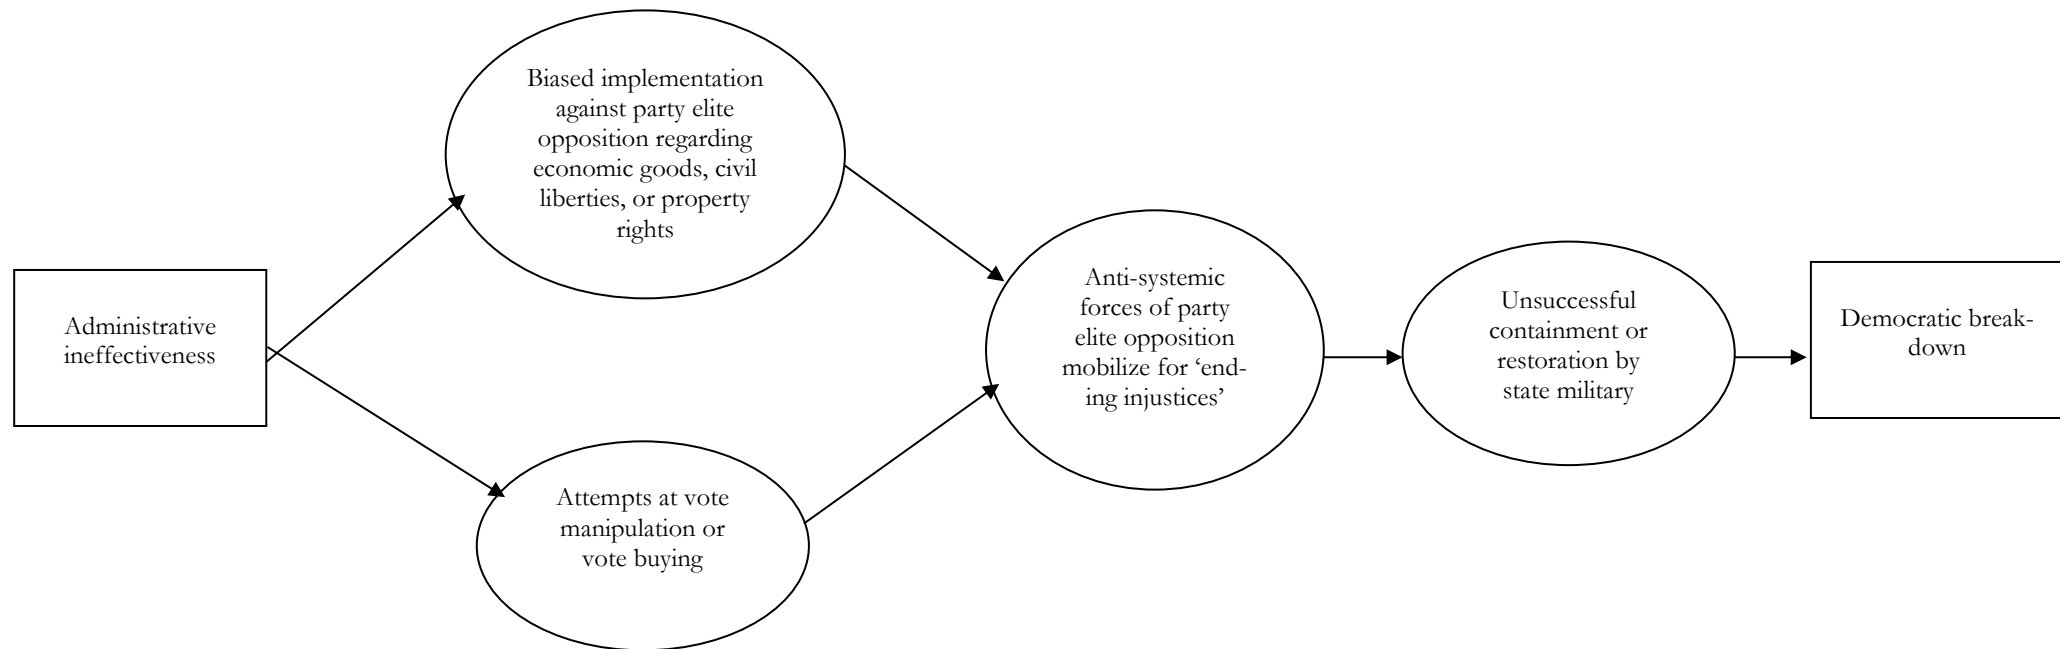 Biased implementation
against party elite
opposition regarding
economic goods, civil
liberties, or property
rights
Administrative
ineffectiveness
Attempts at vote
manipulation or
vote buying
Anti-systemic
forces of party
elite opposition
mobilize for ‘end-
ing injustices’
Unsuccessful
containment or
restoration by
state military
Democratic break-
down